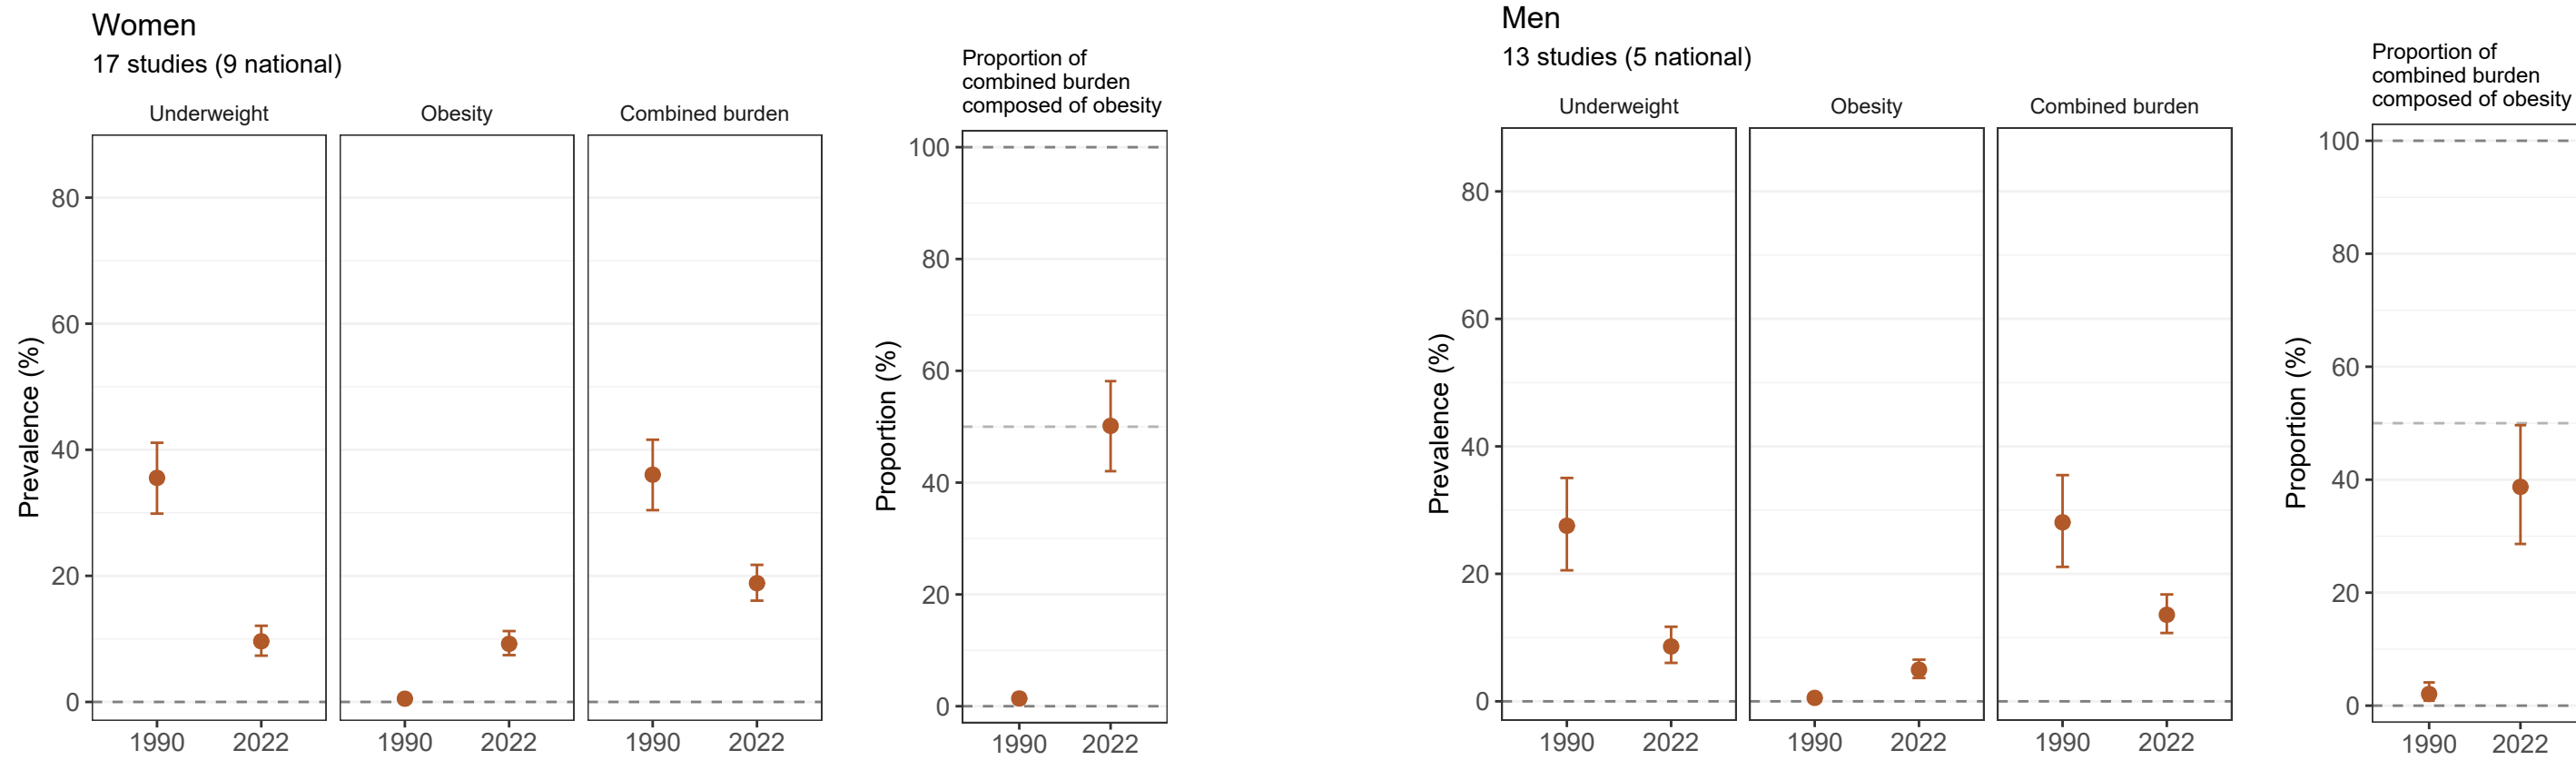 Women
17 studies (9 national)
Underweight
Obesity
Combined burden
Prevalence (%)
80
60
40
20
0
1990
2022
1990
2022
1990
2022
Proportion of
combined burden
composed of obesity
Proportion (%)
100
80
60
40
20
0
1990
2022
Men
13 studies (5 national)
Underweight
Obesity
Combined burden
Prevalence (%)
80
60
40
20
0
1990
2022
1990
2022
1990
2022
Proportion of
combined burden
composed of obesity
Proportion (%)
100
80
60
40
20
0
1990
2022